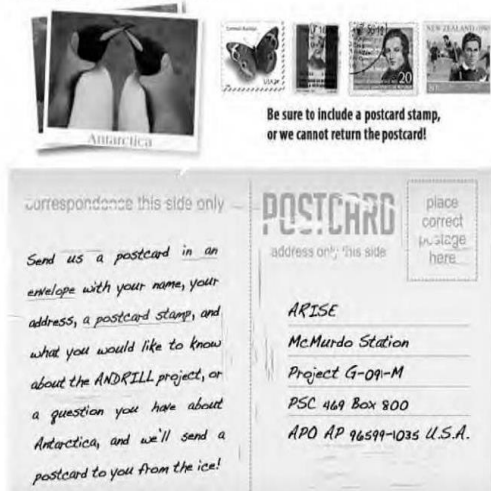 Antarctica
USA
20
NEW ZEALAND
Be sure to include a postcard stamp,
or we cannot return the postcard!
correspondence this side only
POSTCARD
address only this side
place
correct
postage
here
Send us a postcard in an
envelope with your name, your
address, a postcard stamp, and
what you would like to know
about the ANDRILL project, or
a question you have about
Antarctica, and we'll send a
postcard to you from the ice!
ARISE
McMurdo Station
Project G-091-M
PSC 469 Box 800
APO AP 96599-1035 U.S.A.